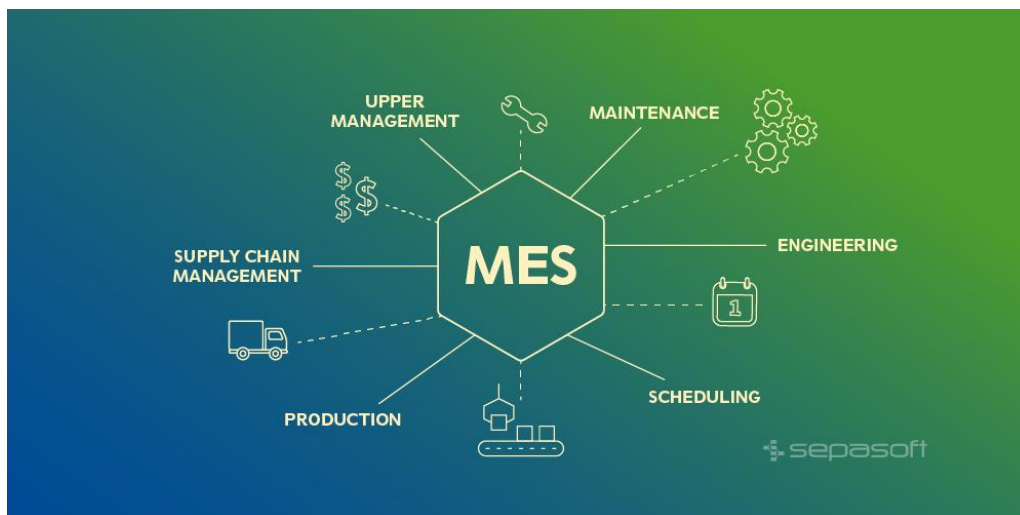 UPPER
MANAGEMENT
MAINTENANCE
SUPPLY CHAIN
MANAGEMENT
MES
ENGINEERING
1
PRODUCTION
SCHEDULING
sepasoft